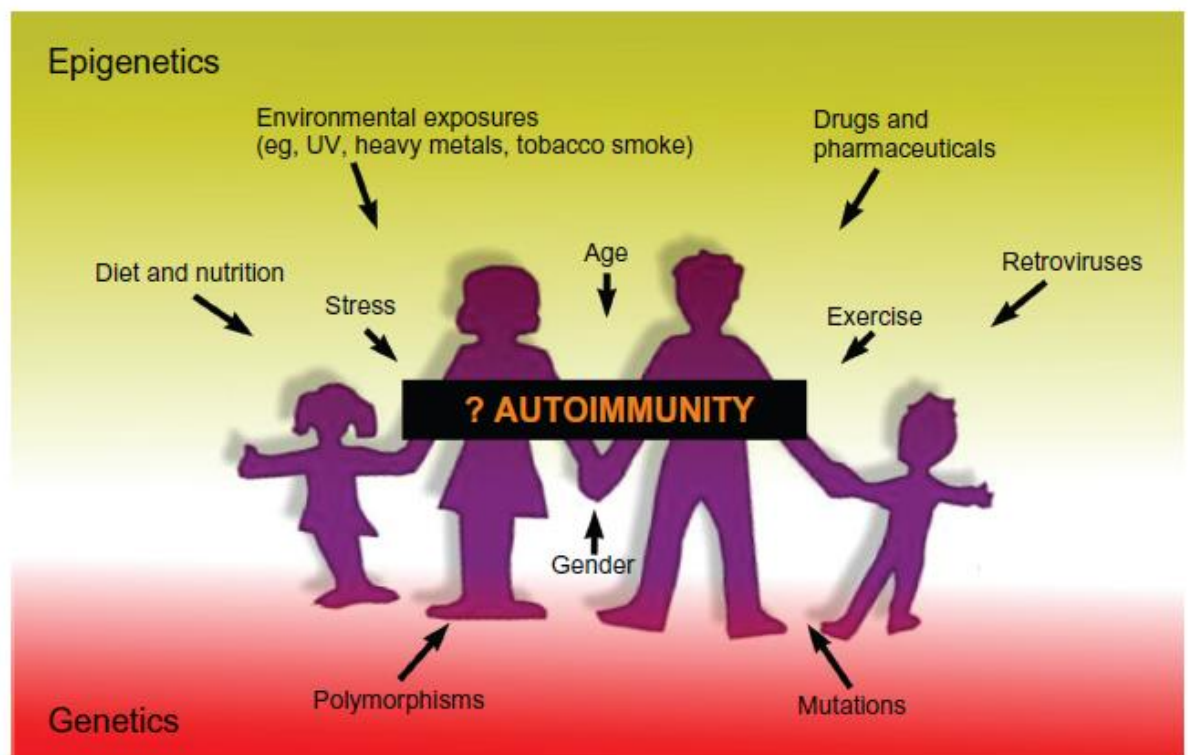 Epigenetics
Environmental exposures
(eg, UV, heavy metals, tobacco smoke)
Drugs and
pharmaceuticals
Age
Diet and nutrition
Retroviruses
Stress
Exercise
? AUTOIMMUNITY
Gender
Polymorphisms
Mutations
Genetics